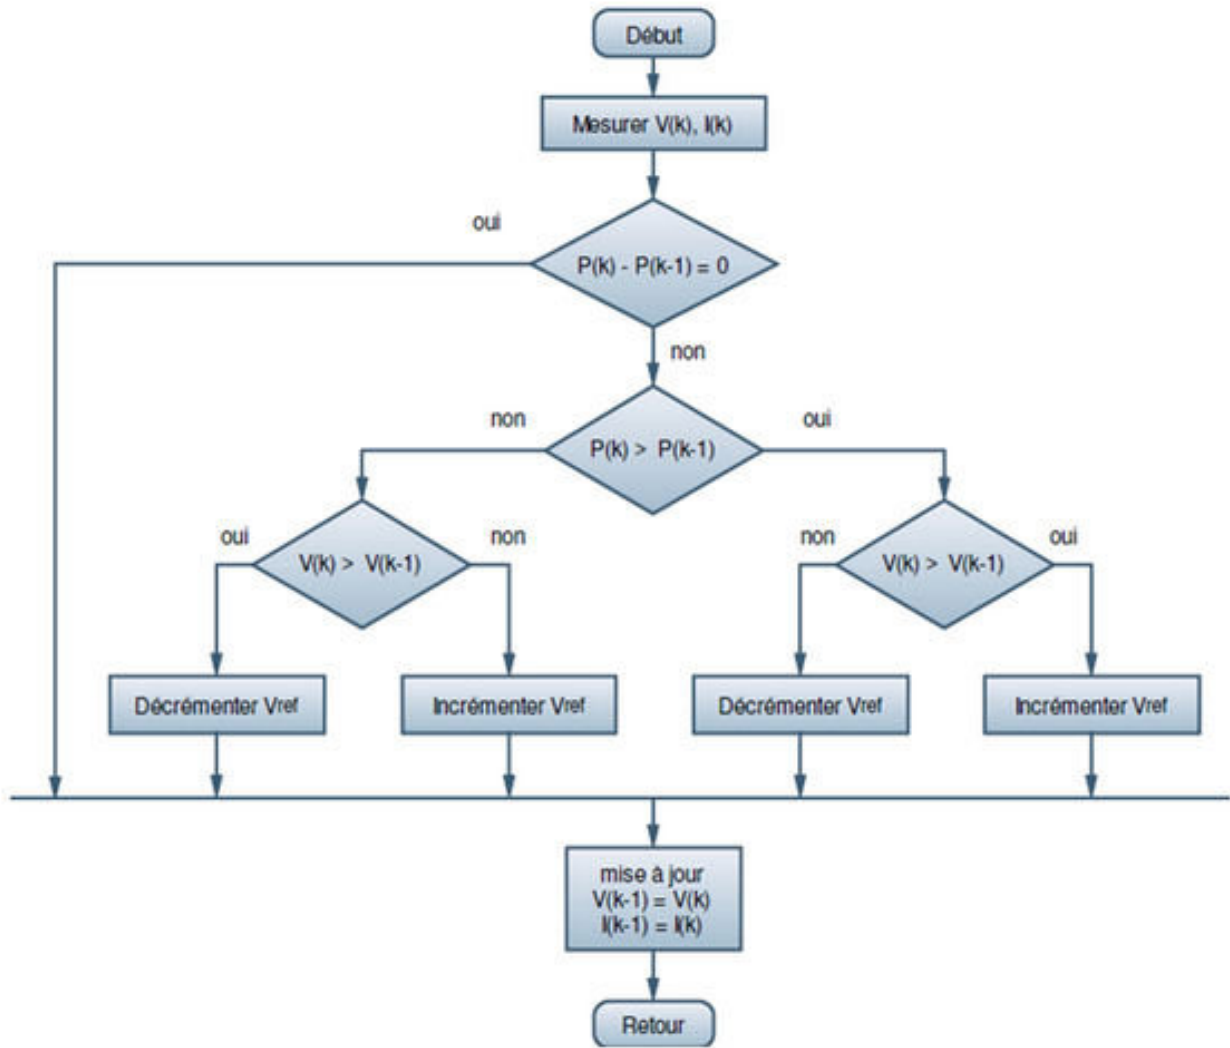 Début
Mesurer V(k), I(k)
oui
P(k) - P(k-1) = 0
non
non
oui
P(k) > P(k-1)
oui
non
non
oui
V(k) > V(k-1)
V(k) > V(k-1)
Décrémenter Vref
Incrémenter Vref
Décrémenter Vref
Incrémenter Vref
mise à jour
V(k-1) = V(k)
I(k-1) = I(k)
Retour